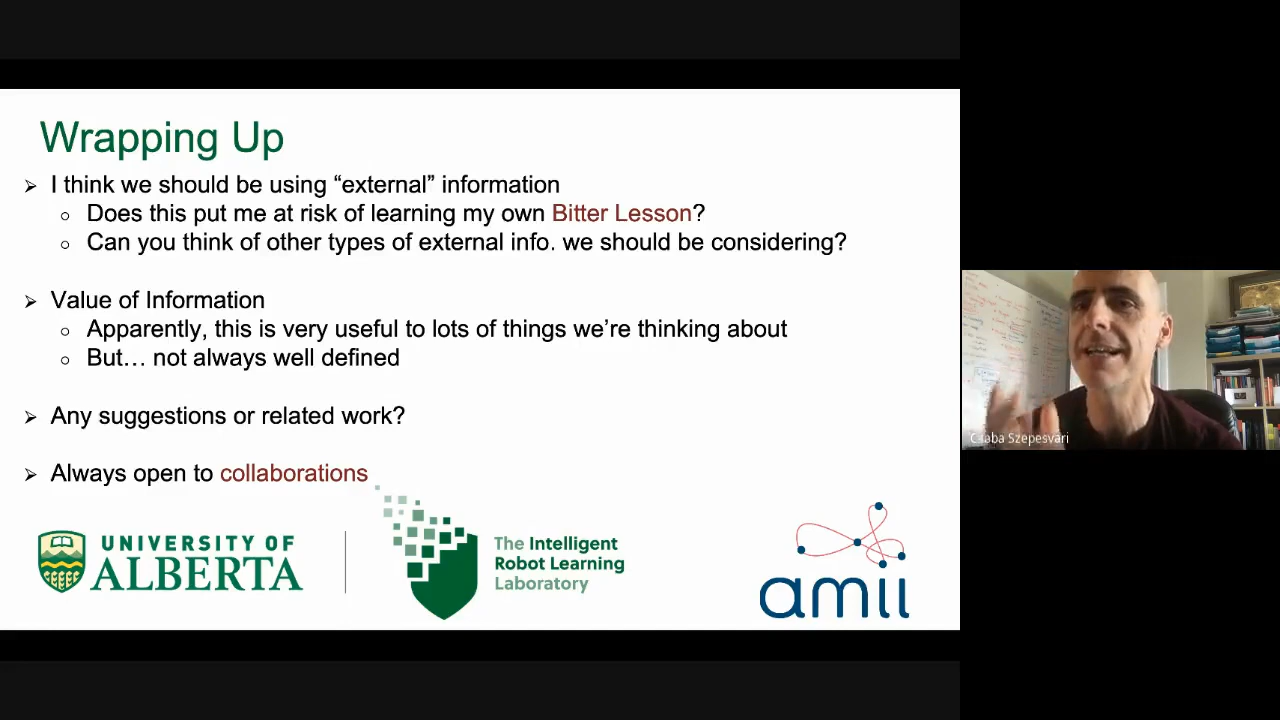 Wrapping Up
➢ I think we should be using “external” information
○ Does this put me at risk of learning my own Bitter Lesson?
○ Can you think of other types of external info. we should be considering?
➢ Value of Information
○ Apparently, this is very useful to lots of things we’re thinking about
○ But… not always well defined
➢ Any suggestions or related work?
➢ Always open to collaborations
UNIVERSITY OF
ALBERTA
The Intelligent
Robot Learning
Laboratory
amii
Csaba Szepesvári